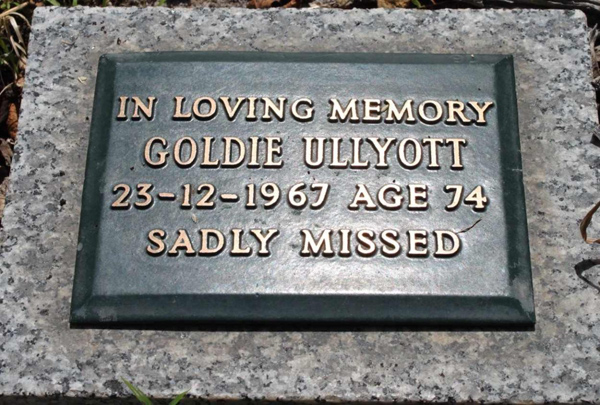 IN LOVING MEMORY
GOLDIE ULLYOTT
23-12-1967 AGE 74
SADLY MISSED